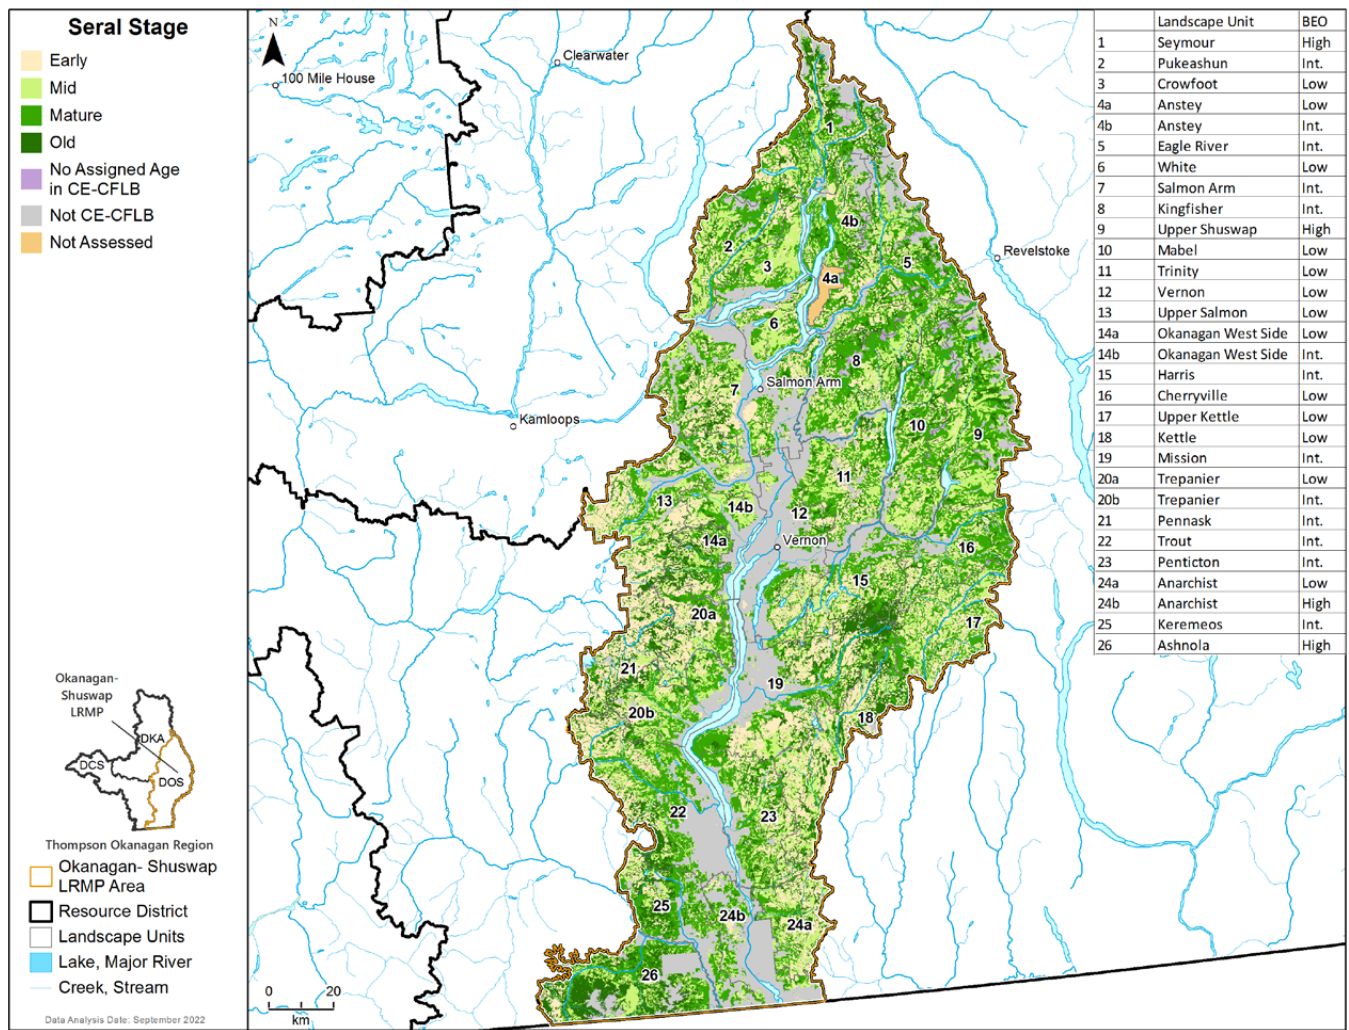 Seral Stage
Early
Mid
Mature
Old
No Assigned Age
in CE-CFLB
Not CE-CFLB
Not Assessed
Okanagan-
Shuswap
LRMP
DKA
DCS
DOS
Thompson Okanagan Region
Okanagan- Shuswap
LRMP Area
Resource District
Landscape Units
Lake, Major River
Creek, Stream
Data Analysis Date: September 2022
N
100 Mile House
Clearwater
Revelstoke
Kamloops
Salmon Arm
Vernon
1
2
3
4b
4a
5
6
7
8
9
10
11
12
13
14b
14a
15
16
17
18
19
20a
20b
21
22
23
24a
24b
25
26
0 20
km
Landscape Unit BEO
1 Seymour High
2 Pukeashun Int.
3 Crowfoot Low
4a Anstey Low
4b Anstey Int.
5 Eagle River Int.
6 White Low
7 Salmon Arm Int.
8 Kingfisher Int.
9 Upper Shuswap High
10 Mabel Low
11 Trinity Low
12 Vernon Low
13 Upper Salmon Low
14a Okanagan West Side Low
14b Okanagan West Side Int.
15 Harris Int.
16 Cherryville Low
17 Upper Kettle Low
18 Kettle Low
19 Mission Int.
20a Trepanier Low
20b Trepanier Int.
21 Pennask Int.
22 Trout Int.
23 Penticton Int.
24a Anarchist Low
24b Anarchist High
25 Keremeos Int.
26 Ashnola High